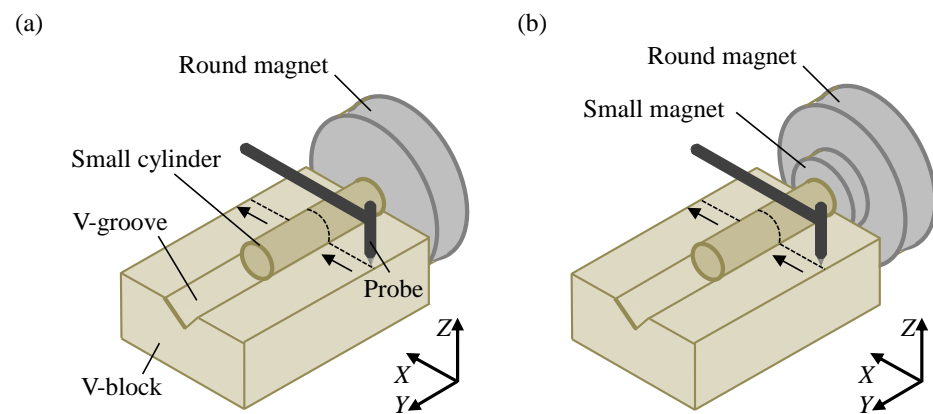 (a)
Round magnet
Small cylinder
V-groove
Probe
V-block
Z
X
Y
(b)
Round magnet
Small magnet
Z
X
Y